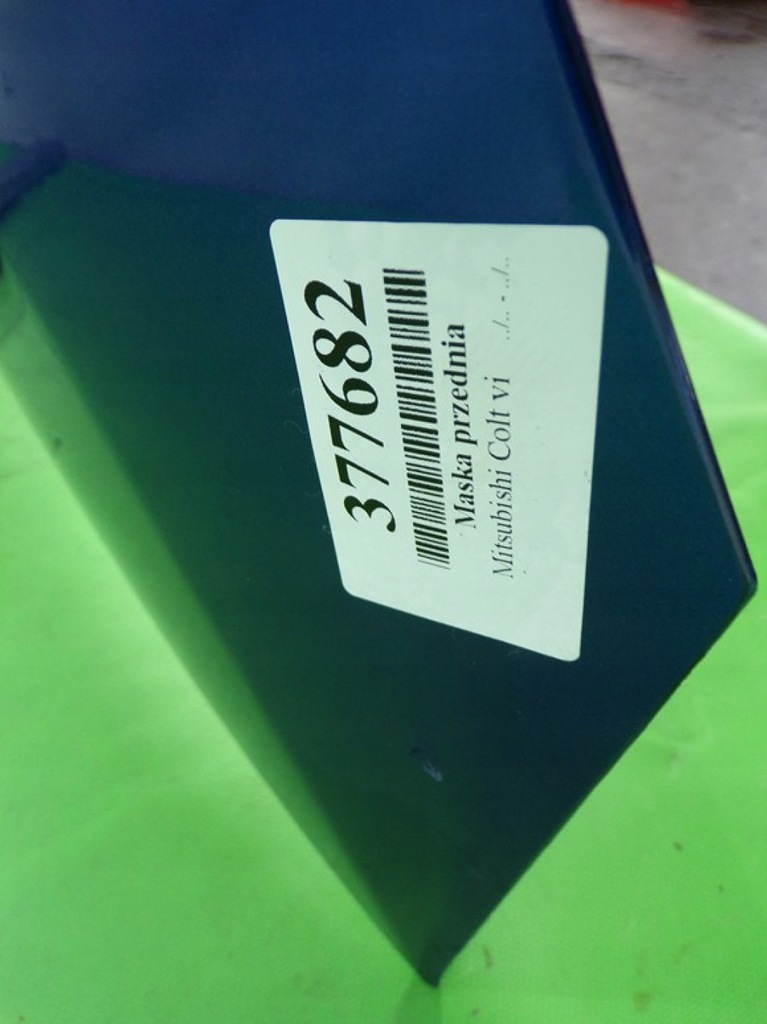 377682
Maska przednia
Mitsubishi Colt vi ../.. - ../..